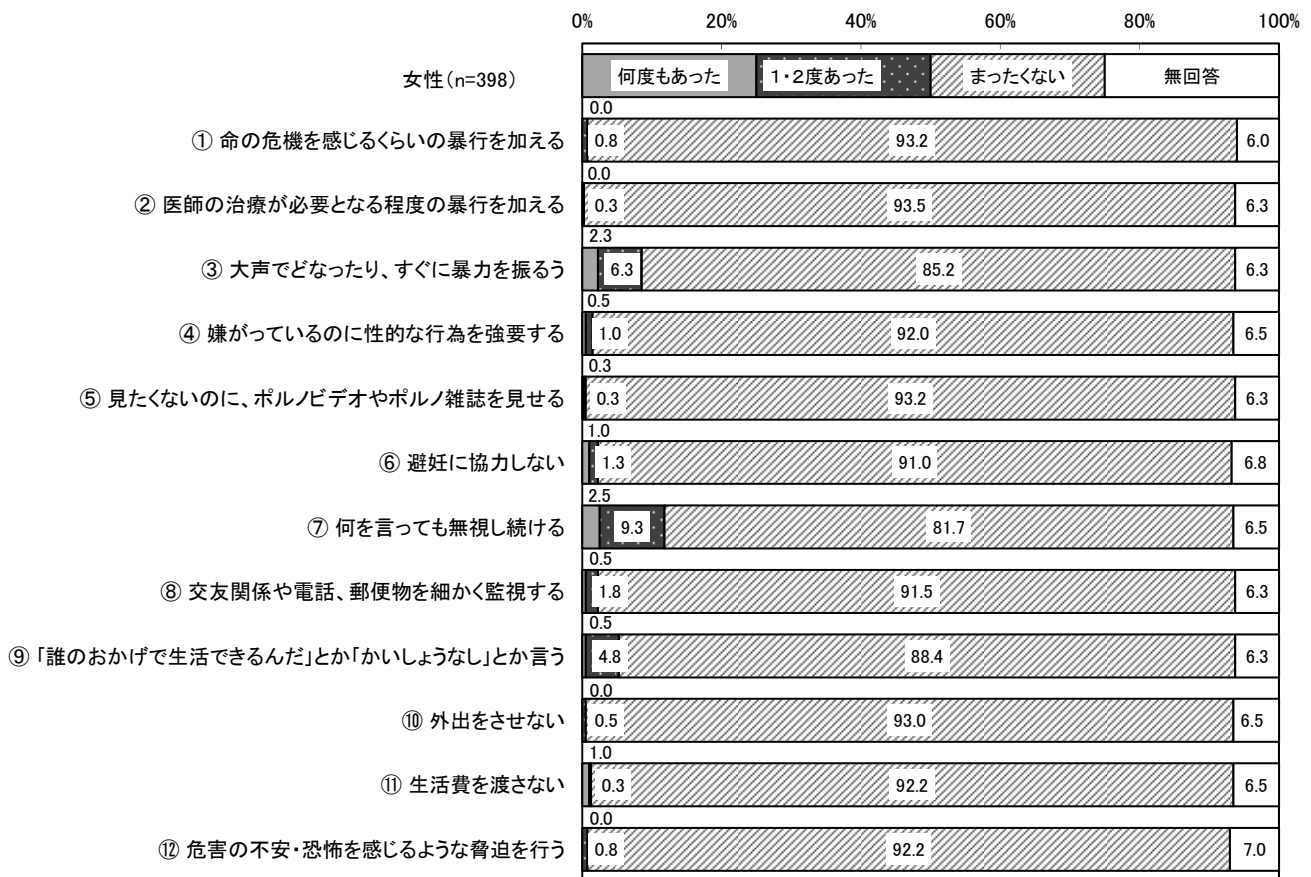 0% 20% 40% 60% 80% 100%
女性(n=398) 何度もあった 1・2度あった まったくない 無回答
0.0
① 命の危機を感じるくらいの暴行を加える 0.8 93.2 6.0
0.0
② 医師の治療が必要となる程度の暴行を加える 0.3 93.5 6.3
2.3
③ 大声でどなったり、すぐに暴力を振るう 6.3 85.2 6.3
0.5
④ 嫌がっているのに性的な行為を強要する 1.0 92.0 6.5
0.3
⑤ 見たくないのに、ポルノビデオやポルノ雑誌を見せる 0.3 93.2 6.3
1.0
⑥ 避妊に協力しない 1.3 91.0 6.8
2.5
⑦ 何を言っても無視し続ける 9.3 81.7 6.5
0.5
⑧ 交友関係や電話、郵便物を細かく監視する 1.8 91.5 6.3
0.5
⑨ 「誰のおかげで生活できるんだ」とか「かいしょうなし」とか言う 4.8 88.4 6.3
0.0
⑩ 外出をさせない 0.5 93.0 6.5
1.0
⑪ 生活費を渡さない 0.3 92.2 6.5
0.0
⑫ 危害の不安・恐怖を感じるような脅迫を行う 0.8 92.2 7.0